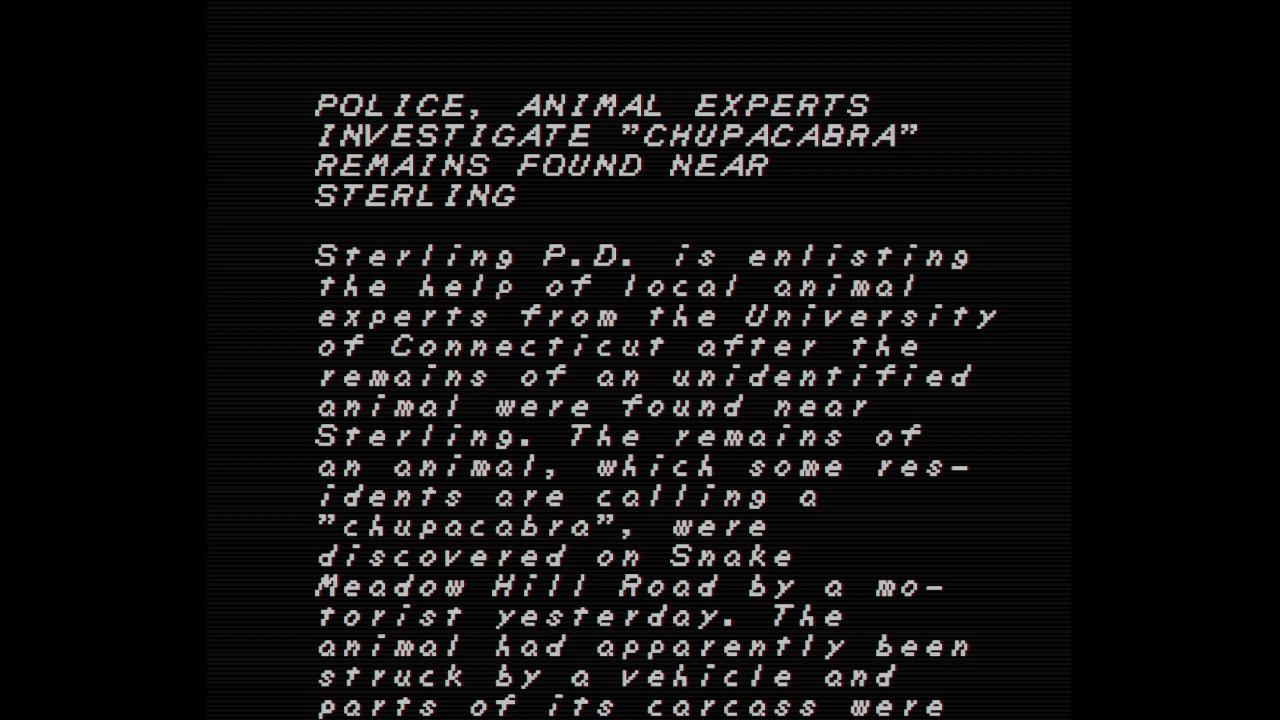 POLICE, ANIMAL EXPERTS
INVESTIGATE "CHUPACABRA"
REMAINS FOUND NEAR
STERLING
Sterling P.D. is enlisting
the help of local animal
experts from the University
of Connecticut after the
remains of an unidentified
animal were found near
Sterling. The remains of
an animal, which some res-
idents are calling a
"chupacabra", were
discovered on Snake
Meadow Hill Road by a mo-
torist yesterday. The
animal had apparently been
struck by a vehicle and
parts of its carcass were